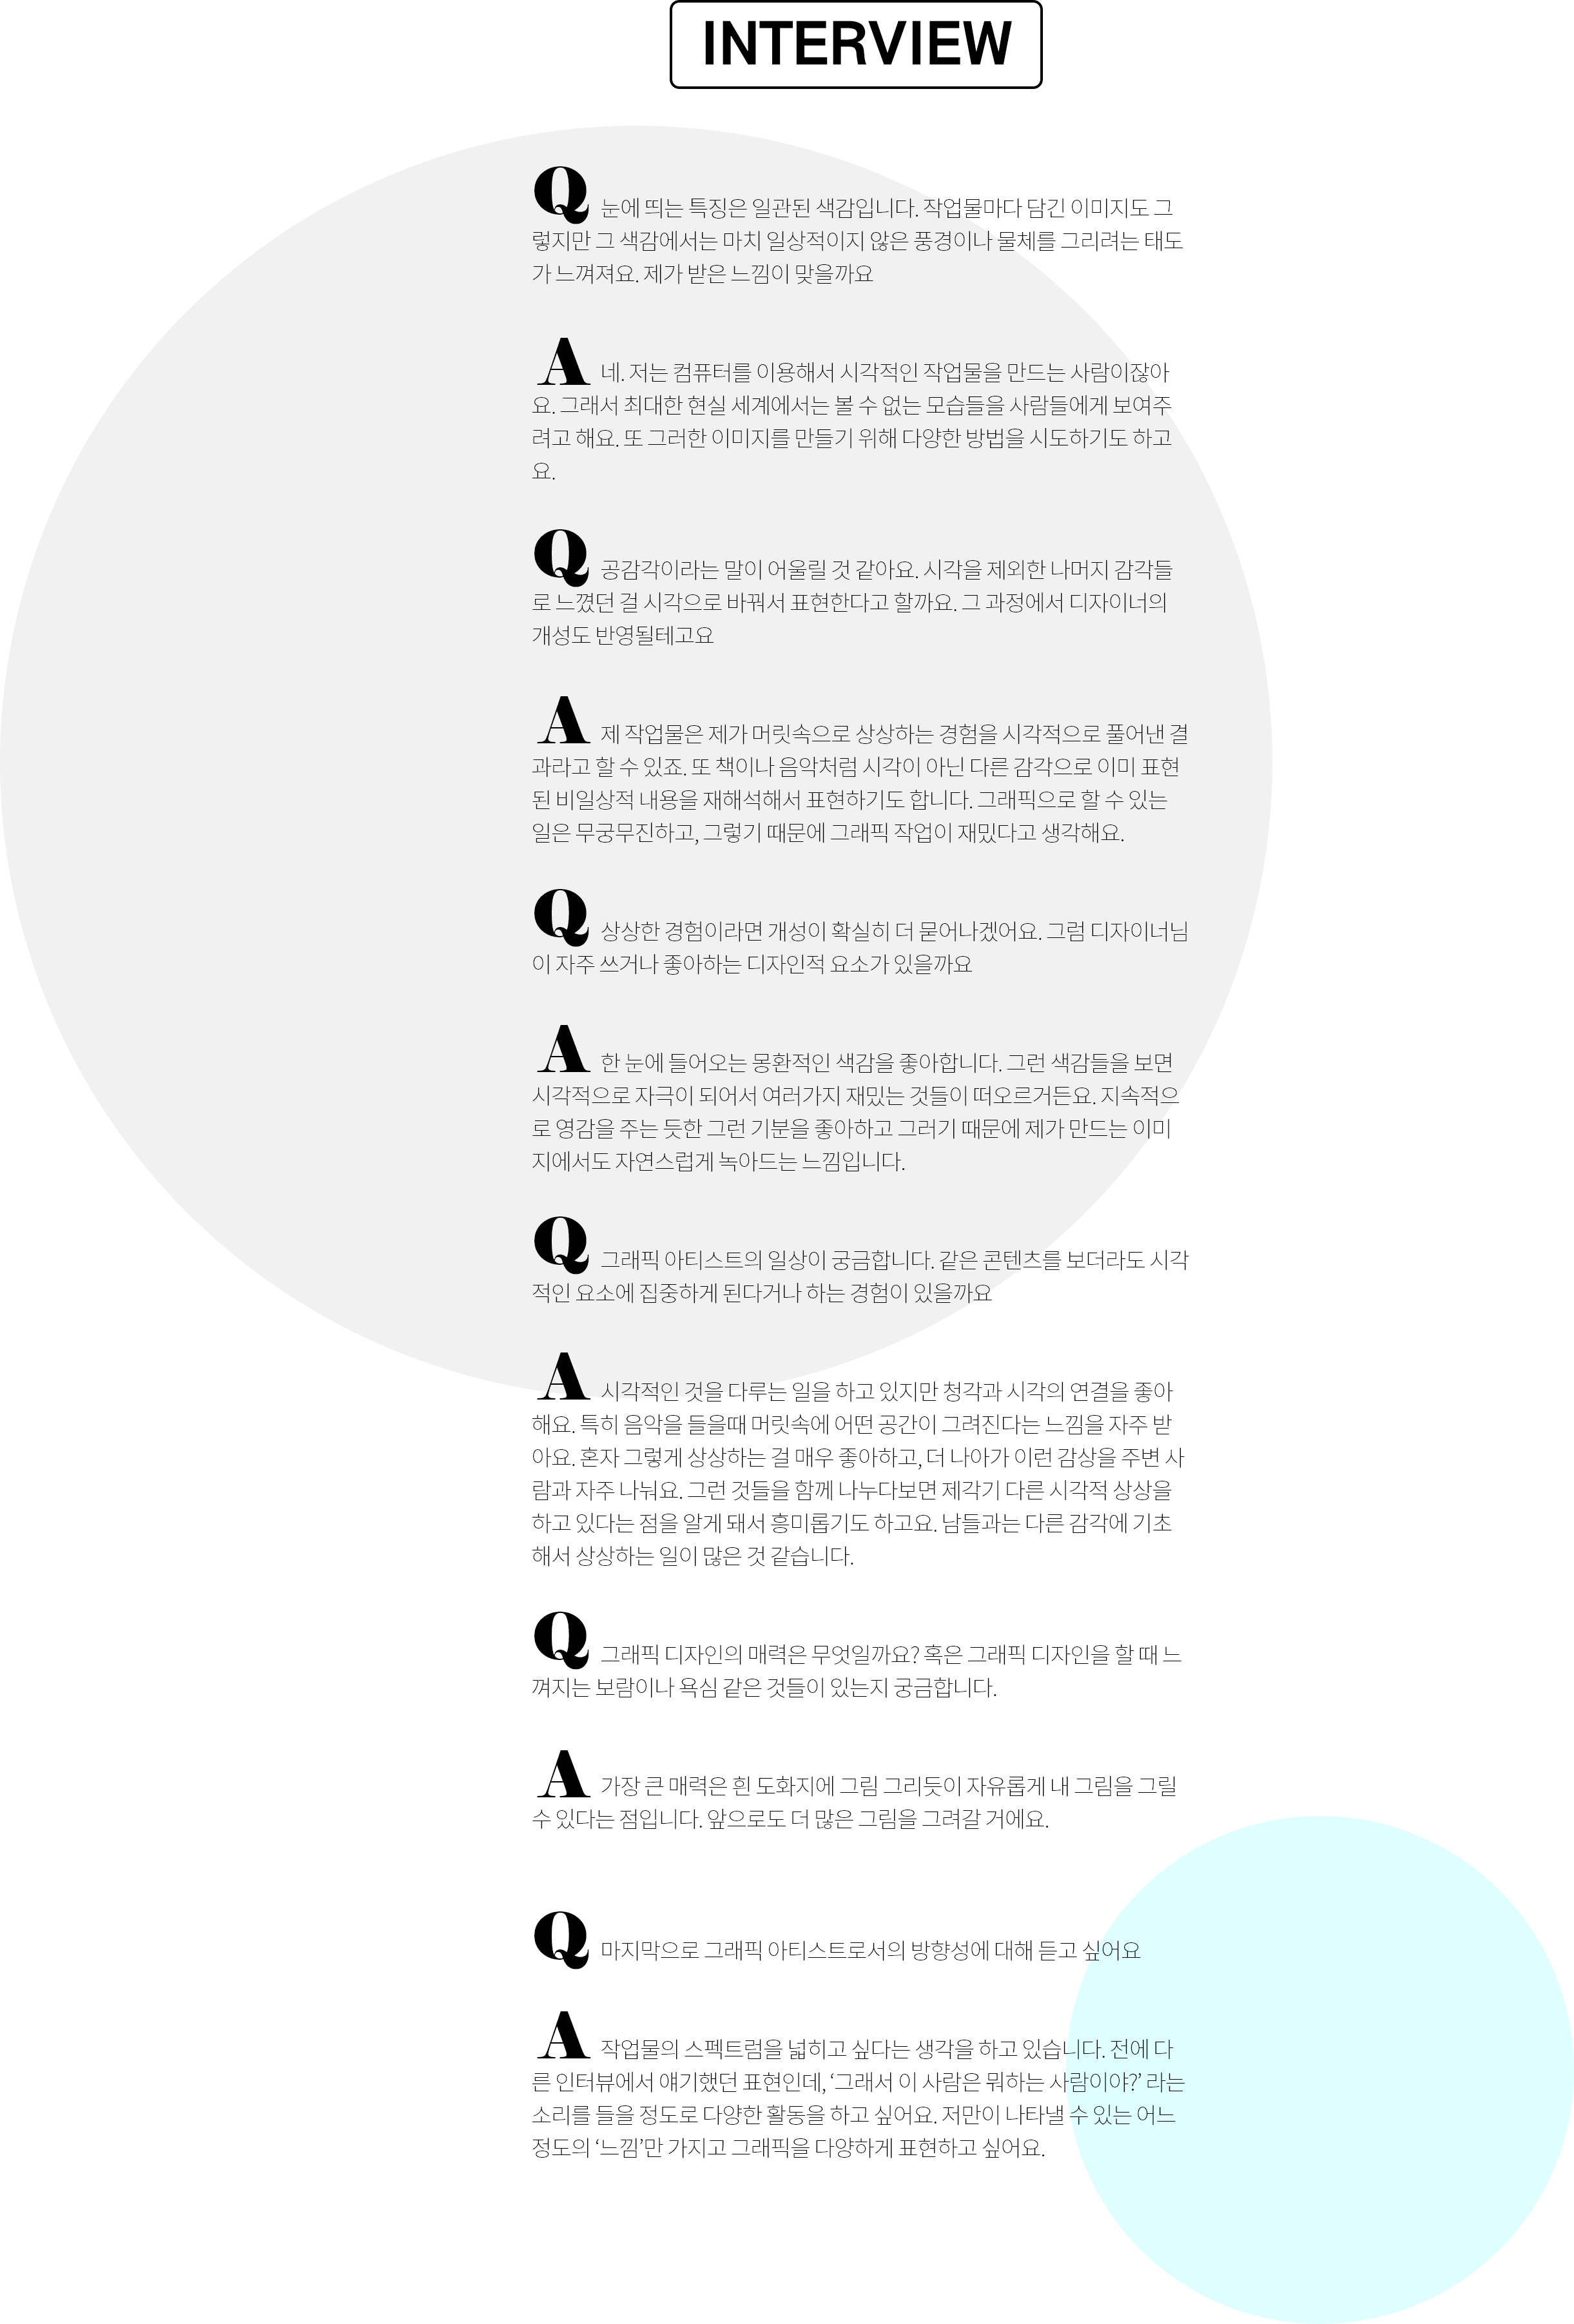 INTERVIEW
Q 눈에 띄는 특징은 일관된 색감입니다. 작업물마다 담긴 이미지도 그
렇지만 그 색감에서는 마치 일상적이지 않은 풍경이나 물체를 그리려는 태도
가 느껴져요. 제가 받은 느낌이 맞을까요
A 네. 저는 컴퓨터를 이용해서 시각적인 작업물을 만드는 사람이잖아
요. 그래서 최대한 현실 세계에서는 볼 수 없는 모습들을 사람들에게 보여주
려고 해요. 또 그러한 이미지를 만들기 위해 다양한 방법을 시도하기도 하고
요.
Q 공감각이라는 말이 어울릴 것 같아요. 시각을 제외한 나머지 감각들
로 느꼈던 걸 시각으로 바꿔서 표현한다고 할까요. 그 과정에서 디자이너의
개성도 반영될테고요
A 제 작업물은 제가 머릿속으로 상상하는 경험을 시각적으로 풀어낸 결
과라고 할 수 있죠. 또 책이나 음악처럼 시각이 아닌 다른 감각으로 이미 표현
된 비일상적 내용을 재해석해서 표현하기도 합니다. 그래픽으로 할 수 있는
일은 무궁무진하고, 그렇기 때문에 그래픽 작업이 재밌다고 생각해요.
Q 상상한 경험이라면 개성이 확실히 더 묻어나겠어요. 그럼 디자이너님
이 자주 쓰거나 좋아하는 디자인적 요소가 있을까요
A 한 눈에 들어오는 몽환적인 색감을 좋아합니다. 그런 색감들을 보면
시각적으로 자극이 되어서 여러가지 재밌는 것들이 떠오르거든요. 지속적으
로 영감을 주는 듯한 그런 기분을 좋아하고 그러기 때문에 제가 만드는 이미
지에서도 자연스럽게 녹아드는 느낌입니다.
Q 그래픽 아티스트의 일상이 궁금합니다. 같은 콘텐츠를 보더라도 시각
적인 요소에 집중하게 된다거나 하는 경험이 있을까요
A 시각적인 것을 다루는 일을 하고 있지만 청각과 시각의 연결을 좋아
해요. 특히 음악을 들을때 머릿속에 어떤 공간이 그려진다는 느낌을 자주 받
아요. 혼자 그렇게 상상하는 걸 매우 좋아하고, 더 나아가 이런 감상을 주변 사
람과 자주 나눠요. 그런 것들을 함께 나누다보면 제각기 다른 시각적 상상을
하고 있다는 점을 알게 돼서 흥미롭기도 하고요. 남들과는 다른 감각에 기초
해서 상상하는 일이 많은 것 같습니다.
Q 그래픽 디자인의 매력은 무엇일까요? 혹은 그래픽 디자인을 할 때 느
껴지는 보람이나 욕심 같은 것들이 있는지 궁금합니다.
A 가장 큰 매력은 흰 도화지에 그림 그리듯이 자유롭게 내 그림을 그릴
수 있다는 점입니다. 앞으로도 더 많은 그림을 그려갈 거에요.
Q 마지막으로 그래픽 아티스트로서의 방향성에 대해 듣고 싶어요
A 작업물의 스펙트럼을 넓히고 싶다는 생각을 하고 있습니다. 전에 다
른 인터뷰에서 얘기했던 표현인데, ‘그래서 이 사람은 뭐하는 사람이야?’ 라는
소리를 들을 정도로 다양한 활동을 하고 싶어요. 저만이 나타낼 수 있는 어느
정도의 ‘느낌’만 가지고 그래픽을 다양하게 표현하고 싶어요.